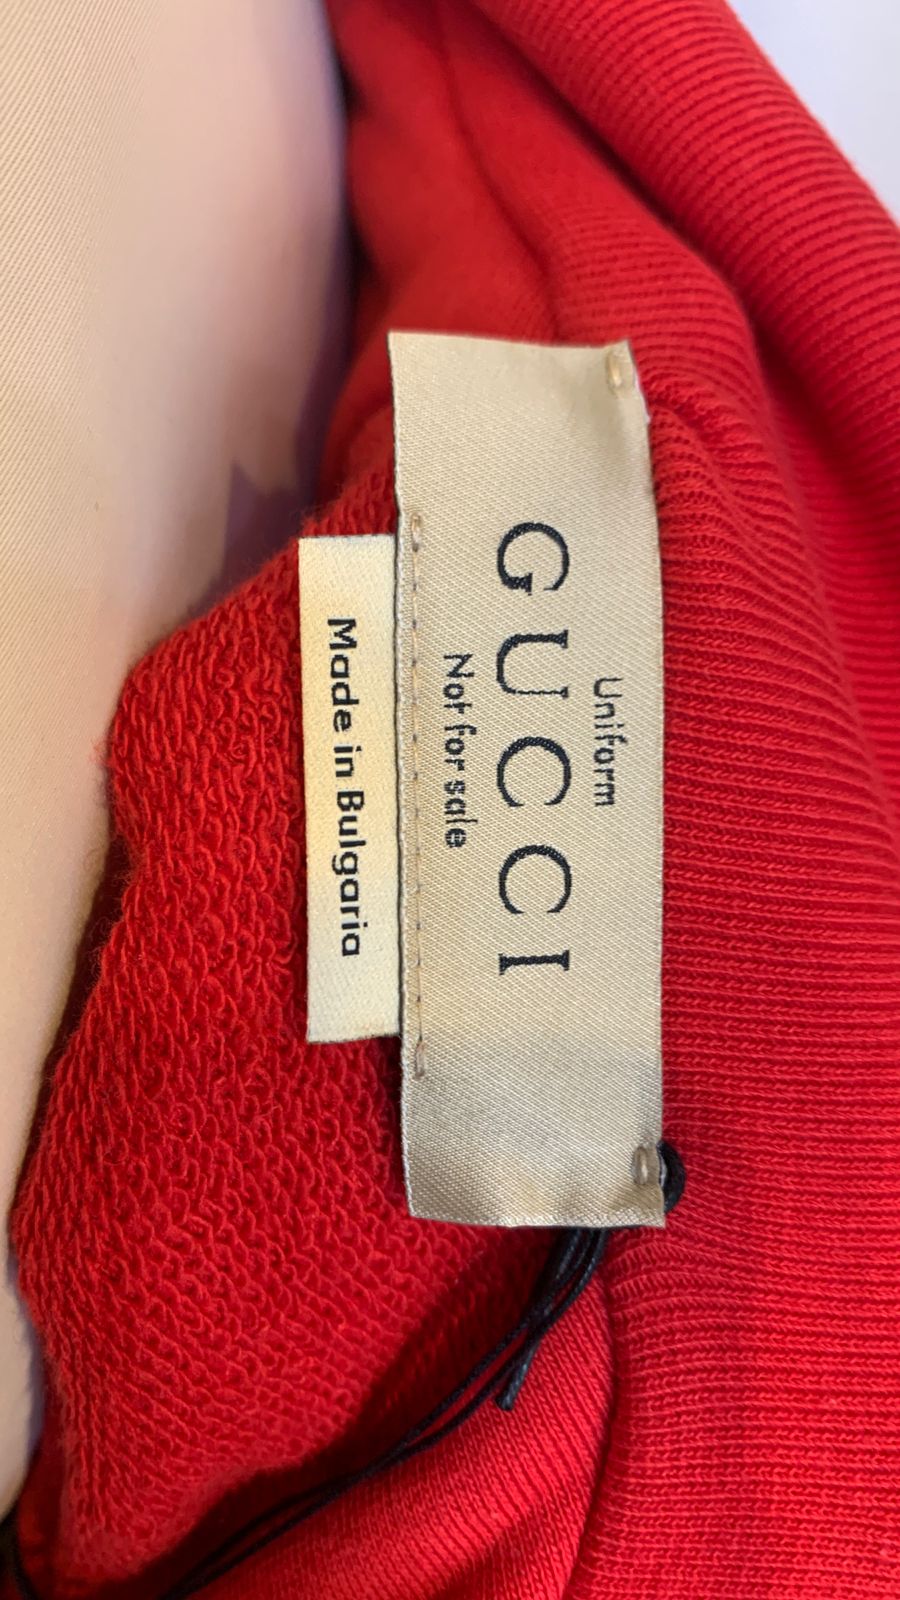 Uniform
GUCCI
Not for sale
Made in Bulgaria